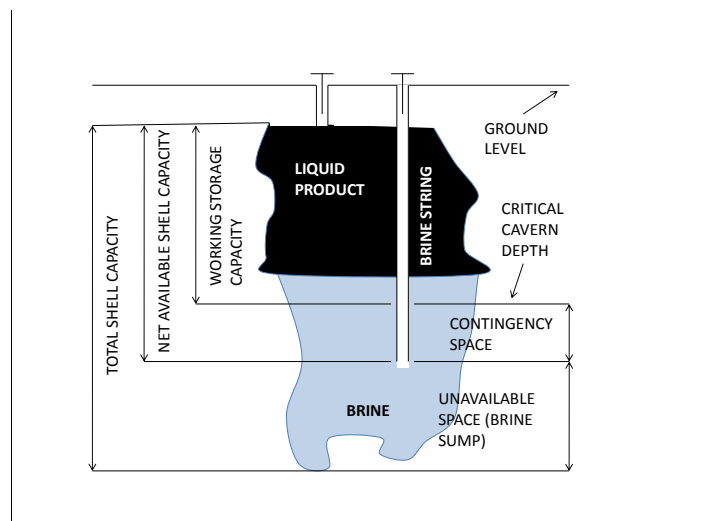 GROUND
LEVEL
LIQUID
PRODUCT
CRITICAL
CAVERN
DEPTH
TOTAL SHELL CAPACITY
NET AVAILABLE SHELL CAPACITY
WORKING STORAGE
CAPACITY
BRINE STRING
CONTINGENCY
SPACE
BRINE
UNAVAILABLE
SPACE (BRINE
SUMP)